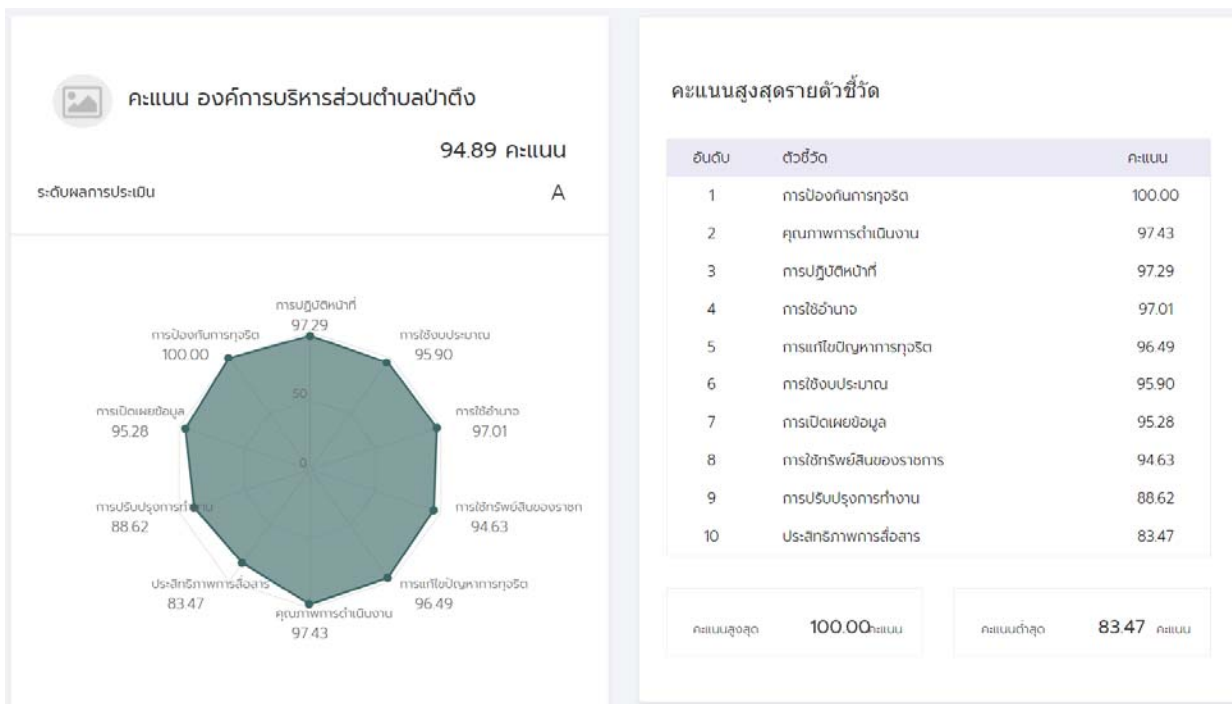 คะแนน องค์การบริหารส่วนตำบลป่าตึง
94.89 คะแนน
ระดับผลการประเมิน A
การปฏิบัติหน้าที่
97.29
การใช้งบประมาณ
95.90
การใช้อำนาจ
97.01
การใช้ทรัพย์สินของราชก
94.63
การแก้ไขปัญหาการทุจริต
96.49
คุณภาพการดำเนินงาน
97.43
ประสิทธิภาพการสื่อสาร
83.47
การปรับปรุงการทำงาน
88.62
การเปิดเผยข้อมูล
95.28
การป้องกันการทุจริต
100.00
50
0
คะแนนสูงสุดรายตัวชี้วัด
อันดับ ตัวชี้วัด คะแนน
1 การป้องกันการทุจริต 100.00
2 คุณภาพการดำเนินงาน 97.43
3 การปฏิบัติหน้าที่ 97.29
4 การใช้อำนาจ 97.01
5 การแก้ไขปัญหาการทุจริต 96.49
6 การใช้งบประมาณ 95.90
7 การเปิดเผยข้อมูล 95.28
8 การใช้ทรัพย์สินของราชการ 94.63
9 การปรับปรุงการทำงาน 88.62
10 ประสิทธิภาพการสื่อสาร 83.47
คะแนนสูงสุด 100.00 คะแนน
คะแนนต่ำสุด 83.47 คะแนน